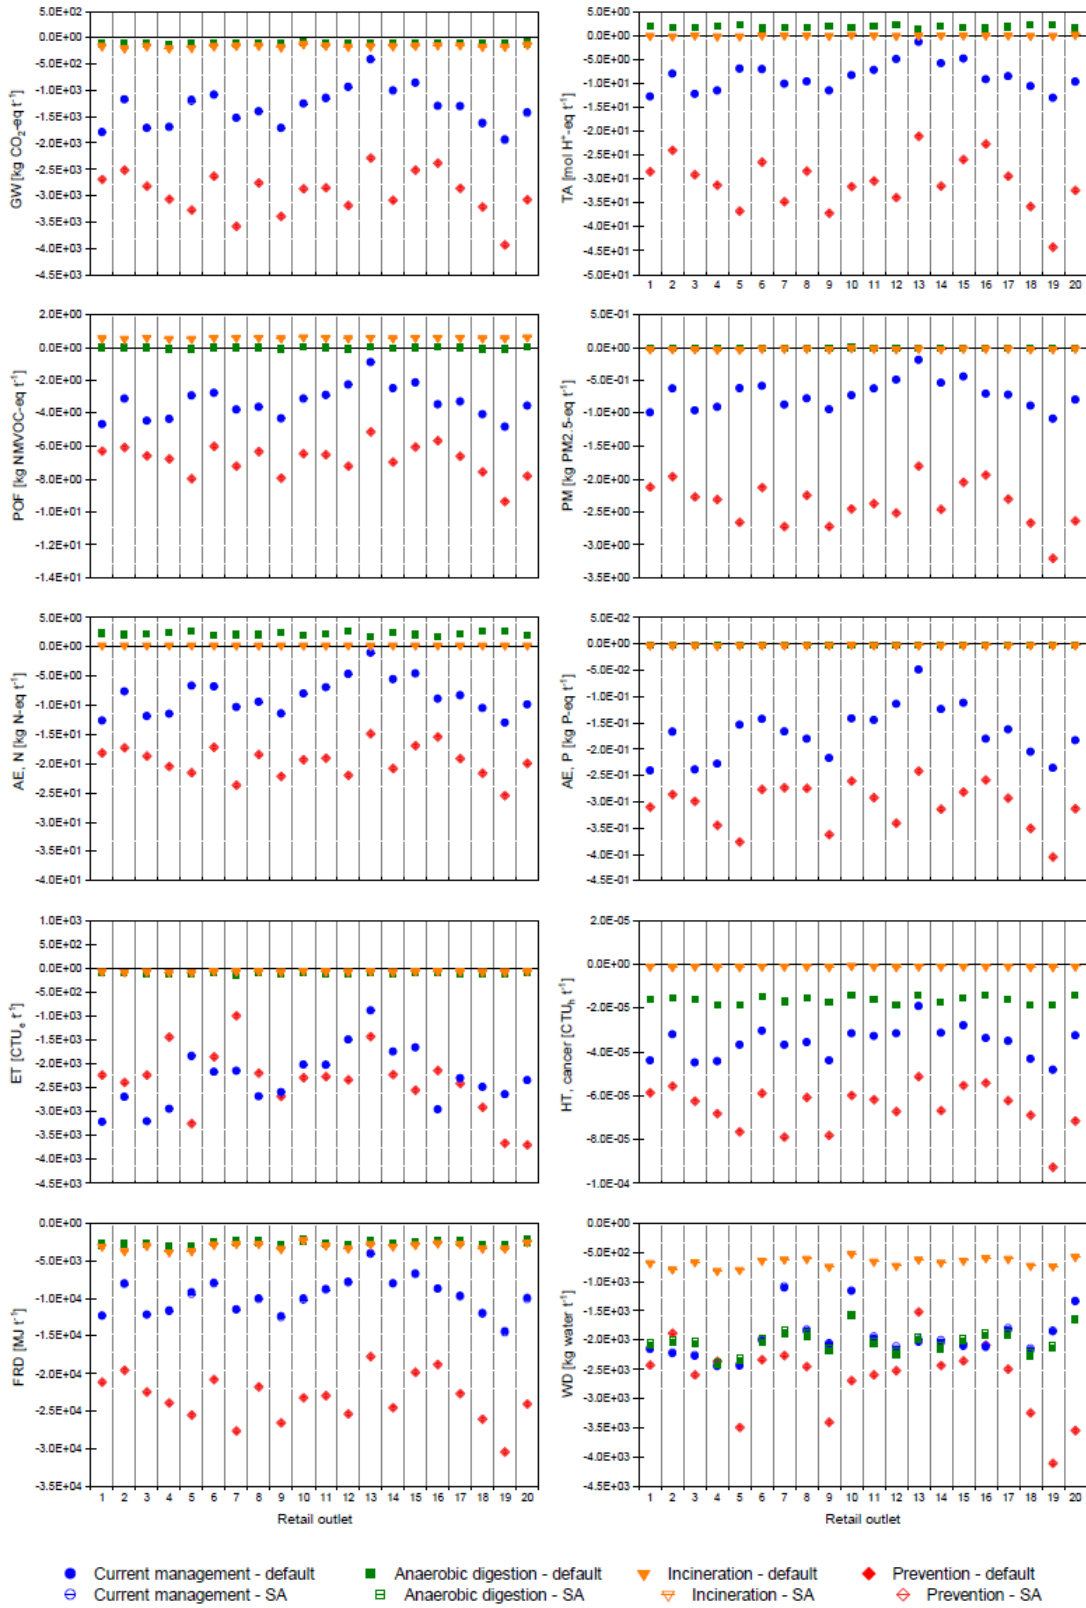 5.0E+02
0.0E+00
-5.0E+02
-1.0E+03
-1.5E+03
-2.0E+03
-2.5E+03
-3.0E+03
-3.5E+03
-4.0E+03
-4.5E+03
GW [kg CO₂-eq t⁻¹]
5.0E+00
0.0E+00
-5.0E+00
-1.0E+01
-1.5E+01
-2.0E+01
-2.5E+01
-3.0E+01
-3.5E+01
-4.0E+01
-4.5E+01
-5.0E+01
TA [mol H⁺-eq t⁻¹]
1 2 3 4 5 6 7 8 9 10 11 12 13 14 15 16 17 18 19 20
2.0E+00
0.0E+00
-2.0E+00
-4.0E+00
-6.0E+00
-8.0E+00
-1.0E+01
-1.2E+01
-1.4E+01
POF [kg NMVOC-eq t⁻¹]
5.0E-01
0.0E+00
-5.0E-01
-1.0E+00
-1.5E+00
-2.0E+00
-2.5E+00
-3.0E+00
-3.5E+00
PM [kg PM2.5-eq t⁻¹]
5.0E+00
0.0E+00
-5.0E+00
-1.0E+01
-1.5E+01
-2.0E+01
-2.5E+01
-3.0E+01
-3.5E+01
-4.0E+01
AE, N [kg N-eq t⁻¹]
5.0E-02
0.0E+00
-5.0E-02
-1.0E-01
-1.5E-01
-2.0E-01
-2.5E-01
-3.0E-01
-3.5E-01
-4.0E-01
-4.5E-01
AE, P [kg P-eq t⁻¹]
1.0E+03
5.0E+02
0.0E+00
-5.0E+02
-1.0E+03
-1.5E+03
-2.0E+03
-2.5E+03
-3.0E+03
-3.5E+03
-4.0E+03
-4.5E+03
ET [CTUₑ t⁻¹]
2.0E-05
0.0E+00
-2.0E-05
-4.0E-05
-6.0E-05
-8.0E-05
-1.0E-04
HT, cancer [CTUₕ t⁻¹]
0.0E+00
-5.0E+03
-1.0E+04
-1.5E+04
-2.0E+04
-2.5E+04
-3.0E+04
-3.5E+04
FRD [MJ t⁻¹]
1 2 3 4 5 6 7 8 9 10 11 12 13 14 15 16 17 18 19 20
Retail outlet
0.0E+00
-5.0E+02
-1.0E+03
-1.5E+03
-2.0E+03
-2.5E+03
-3.0E+03
-3.5E+03
-4.0E+03
-4.5E+03
WD [kg water t⁻¹]
1 2 3 4 5 6 7 8 9 10 11 12 13 14 15 16 17 18 19 20
Retail outlet
Current management - default Anaerobic digestion - default Incineration - default Prevention - default
Current management - SA Anaerobic digestion - SA Incineration - SA Prevention - SA